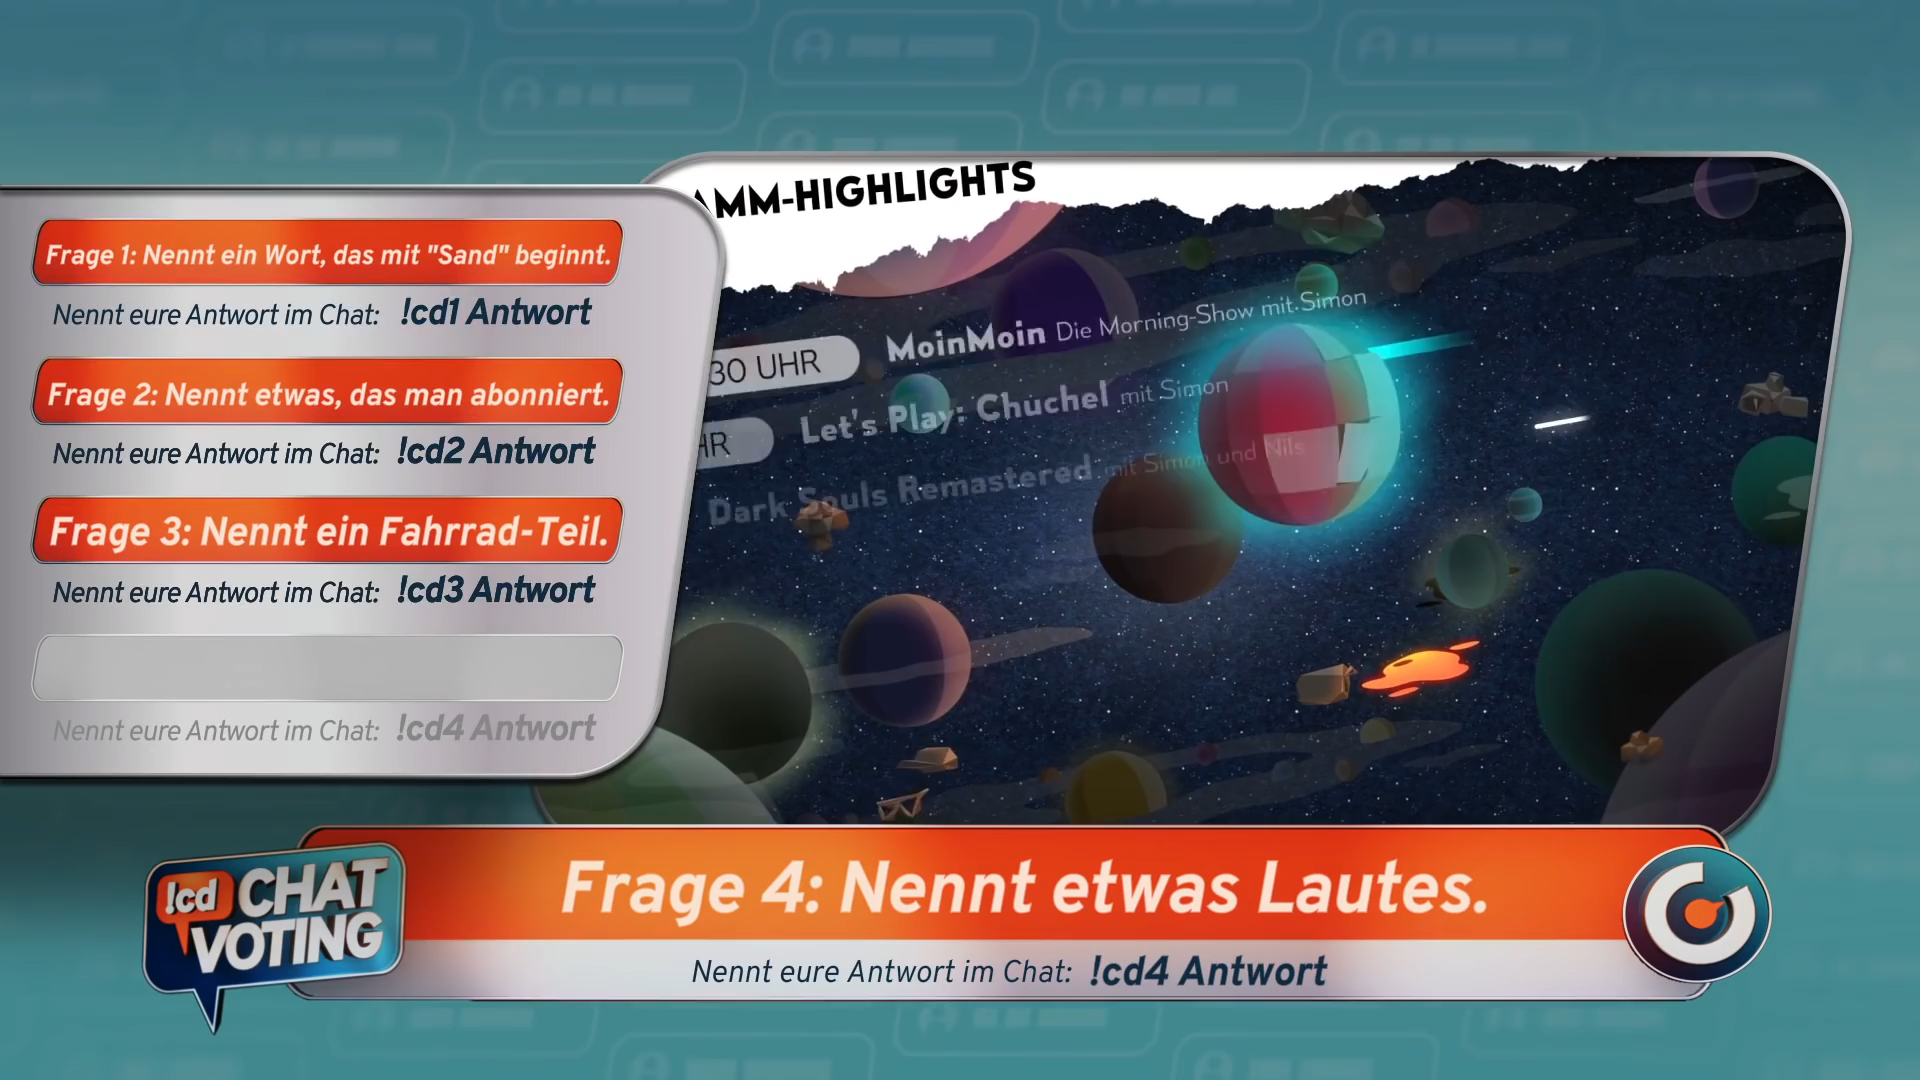 AMM-HIGHLIGHTS
Frage 1: Nennt ein Wort, das mit "Sand" beginnt.
Nennt eure Antwort im Chat: !cd1 Antwort
30 UHR MoinMoin Die Morning-Show mit Simon
Frage 2: Nennt etwas, das man abonniert.
Nennt eure Antwort im Chat: !cd2 Antwort
HR Let's Play: Chuchel mit Simon
Dark Souls Remastered mit Simon und Nils
Frage 3: Nennt ein Fahrrad-Teil.
Nennt eure Antwort im Chat: !cd3 Antwort
Nennt eure Antwort im Chat: !cd4 Antwort
!cd CHAT
VOTING
Frage 4: Nennt etwas Lautes.
Nennt eure Antwort im Chat: !cd4 Antwort